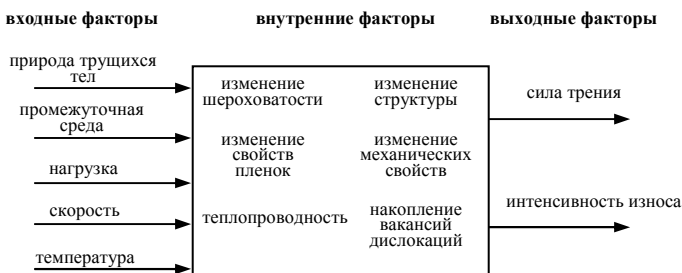 входные факторы
внутренние факторы
выходные факторы
природа трущихся
тел
промежуточная
среда
нагрузка
скорость
температура
изменение
шероховатости
изменение
структуры
изменение
свойств
пленок
изменение
механических
свойств
теплопроводность
накопление
вакансий
дислокаций
сила трения
интенсивность износа